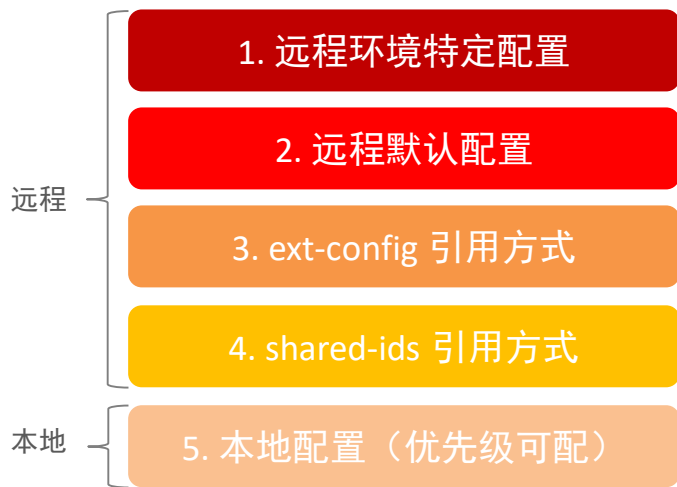 1. 远程环境特定配置
2. 远程默认配置
远程
3. ext-config 引用方式
4. shared-ids 引用方式
本地
5. 本地配置（优先级可配）